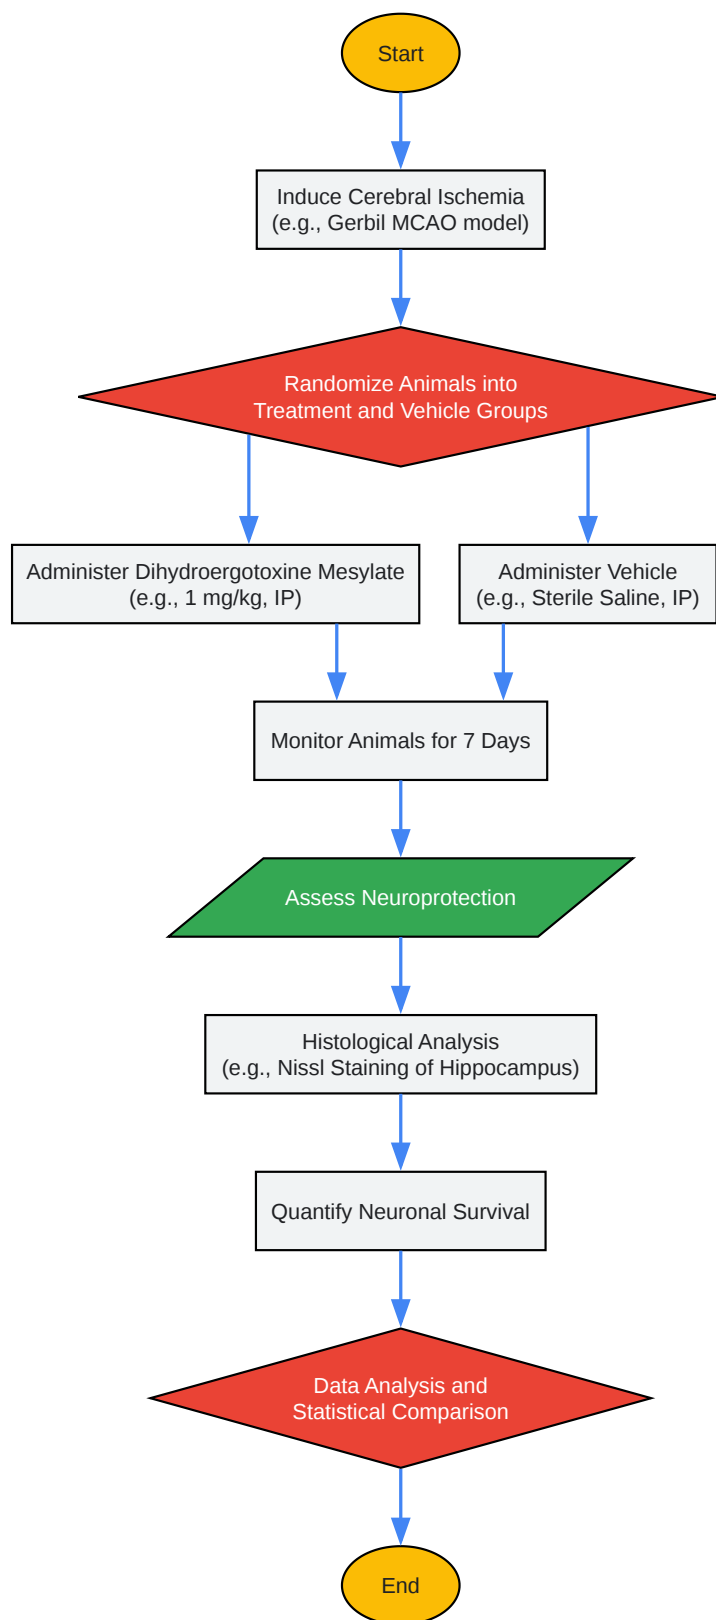 Start
Induce Cerebral Ischemia
(e.g., Gerbil MCAO model)
Randomize Animals into
Treatment and Vehicle Groups
Administer Dihydroergotoxine Mesylate
(e.g., 1 mg/kg, IP)
Administer Vehicle
(e.g., Sterile Saline, IP)
Monitor Animals for 7 Days
Assess Neuroprotection
Histological Analysis
(e.g., Nissl Staining of Hippocampus)
Quantify Neuronal Survival
Data Analysis and
Statistical Comparison
End